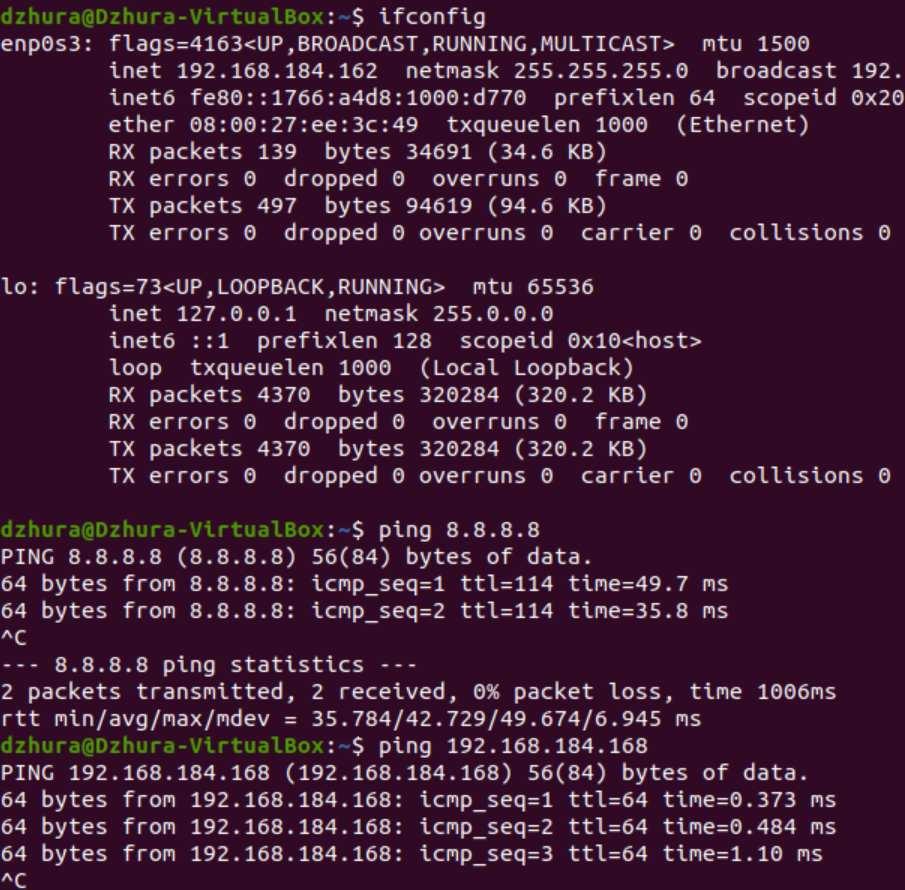 dzhura@Dzhura-VirtualBox:~$ ifconfig
enp0s3: flags=4163<UP,BROADCAST,RUNNING,MULTICAST>  mtu 1500
        inet 192.168.184.162  netmask 255.255.255.0  broadcast 192.
        inet6 fe80::1766:a4d8:1000:d770  prefixlen 64  scopeid 0x20
        ether 08:00:27:ee:3c:49  txqueuelen 1000  (Ethernet)
        RX packets 139  bytes 34691 (34.6 KB)
        RX errors 0  dropped 0  overruns 0  frame 0
        TX packets 497  bytes 94619 (94.6 KB)
        TX errors 0  dropped 0 overruns 0  carrier 0  collisions 0

lo: flags=73<UP,LOOPBACK,RUNNING>  mtu 65536
        inet 127.0.0.1  netmask 255.0.0.0
        inet6 ::1  prefixlen 128  scopeid 0x10<host>
        loop  txqueuelen 1000  (Local Loopback)
        RX packets 4370  bytes 320284 (320.2 KB)
        RX errors 0  dropped 0  overruns 0  frame 0
        TX packets 4370  bytes 320284 (320.2 KB)
        TX errors 0  dropped 0 overruns 0  carrier 0  collisions 0

dzhura@Dzhura-VirtualBox:~$ ping 8.8.8.8
PING 8.8.8.8 (8.8.8.8) 56(84) bytes of data.
64 bytes from 8.8.8.8: icmp_seq=1 ttl=114 time=49.7 ms
64 bytes from 8.8.8.8: icmp_seq=2 ttl=114 time=35.8 ms
^C
--- 8.8.8.8 ping statistics ---
2 packets transmitted, 2 received, 0% packet loss, time 1006ms
rtt min/avg/max/mdev = 35.784/42.729/49.674/6.945 ms
dzhura@Dzhura-VirtualBox:~$ ping 192.168.184.168
PING 192.168.184.168 (192.168.184.168) 56(84) bytes of data.
64 bytes from 192.168.184.168: icmp_seq=1 ttl=64 time=0.373 ms
64 bytes from 192.168.184.168: icmp_seq=2 ttl=64 time=0.484 ms
64 bytes from 192.168.184.168: icmp_seq=3 ttl=64 time=1.10 ms
^C